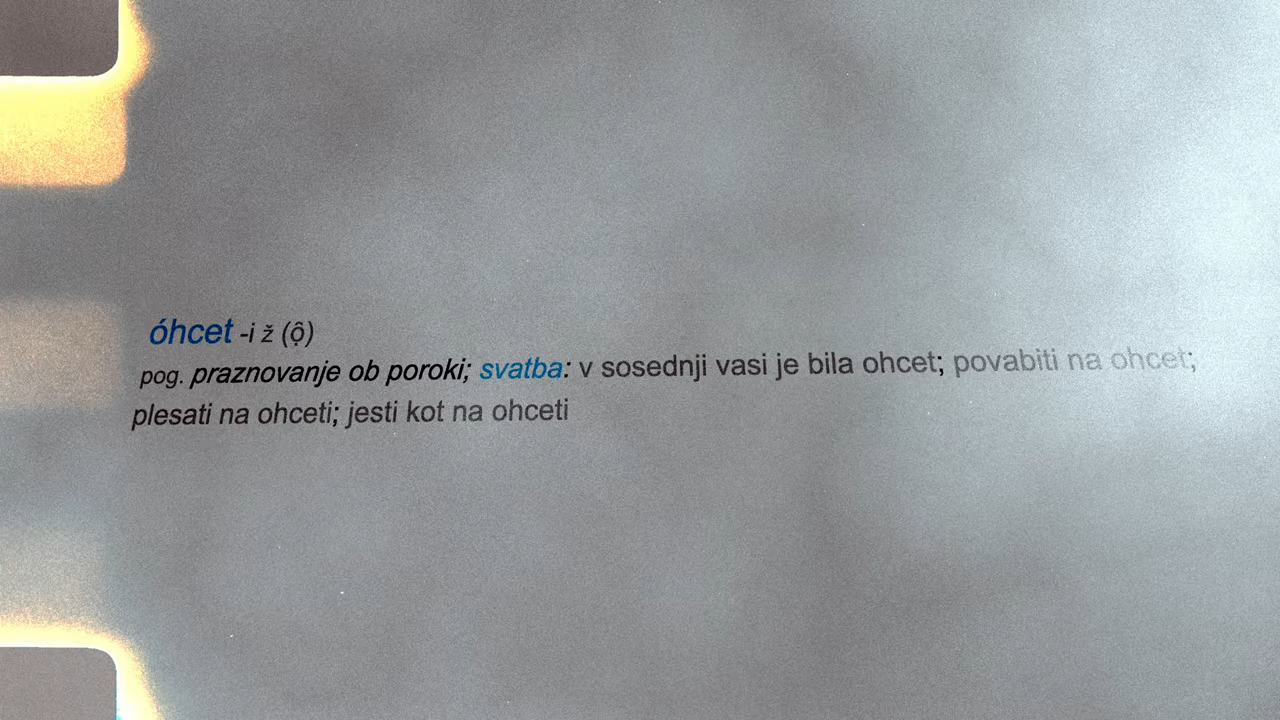 óhcet -i ž (ọ̑)
pog. praznovanje ob poroki; svatba: v sosednji vasi je bila ohcet; povabiti na ohcet;
plesati na ohceti; jesti kot na ohceti